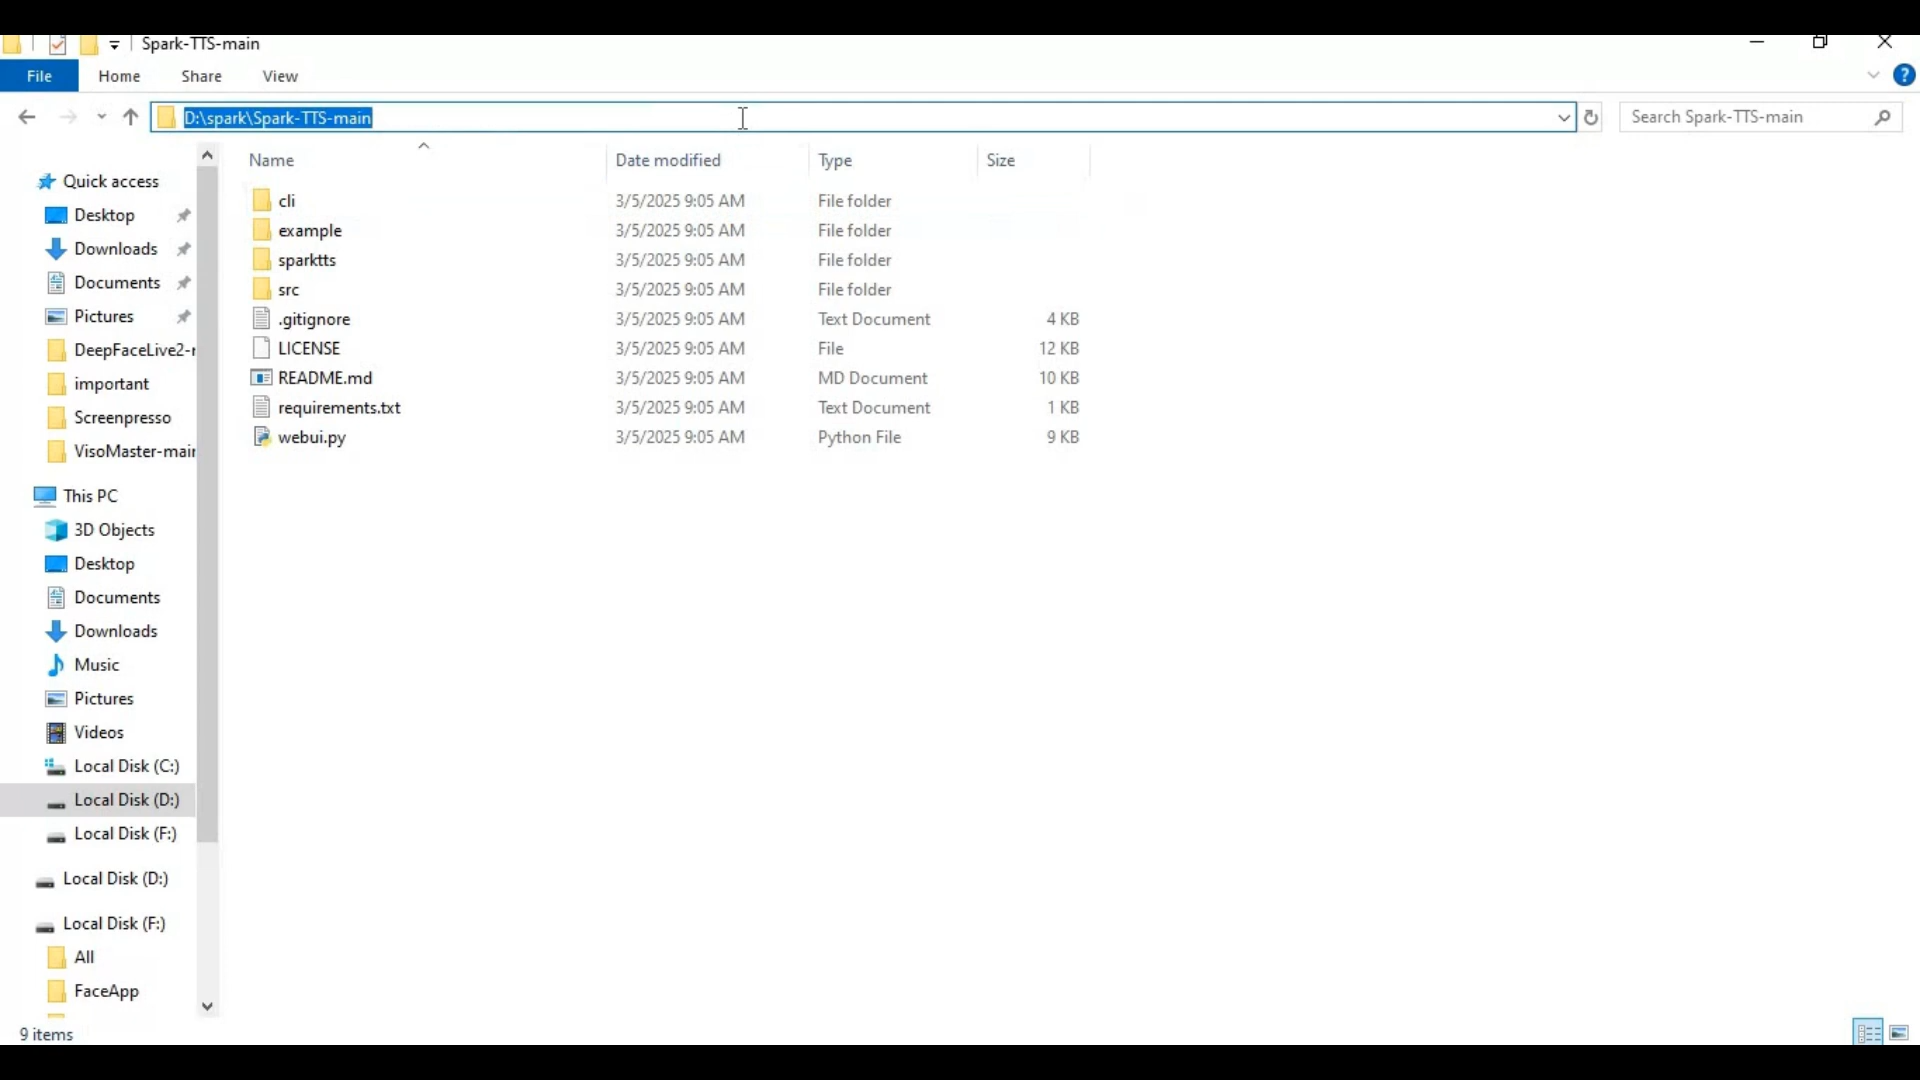 Spark-TTS-main
File Home Share View
D:\spark\Spark-TTS-main
Search Spark-TTS-main
Name Date modified Type Size
cli 3/5/2025 9:05 AM File folder
example 3/5/2025 9:05 AM File folder
sparktts 3/5/2025 9:05 AM File folder
src 3/5/2025 9:05 AM File folder
.gitignore 3/5/2025 9:05 AM Text Document 4 KB
LICENSE 3/5/2025 9:05 AM File 12 KB
README.md 3/5/2025 9:05 AM MD Document 10 KB
requirements.txt 3/5/2025 9:05 AM Text Document 1 KB
webui.py 3/5/2025 9:05 AM Python File 9 KB
Quick access
Desktop
Downloads
Documents
Pictures
DeepFaceLive2-r
important
Screenpresso
VisoMaster-main
This PC
3D Objects
Desktop
Documents
Downloads
Music
Pictures
Videos
Local Disk (C:)
Local Disk (D:)
Local Disk (F:)
Local Disk (D:)
Local Disk (F:)
All
FaceApp
9 items